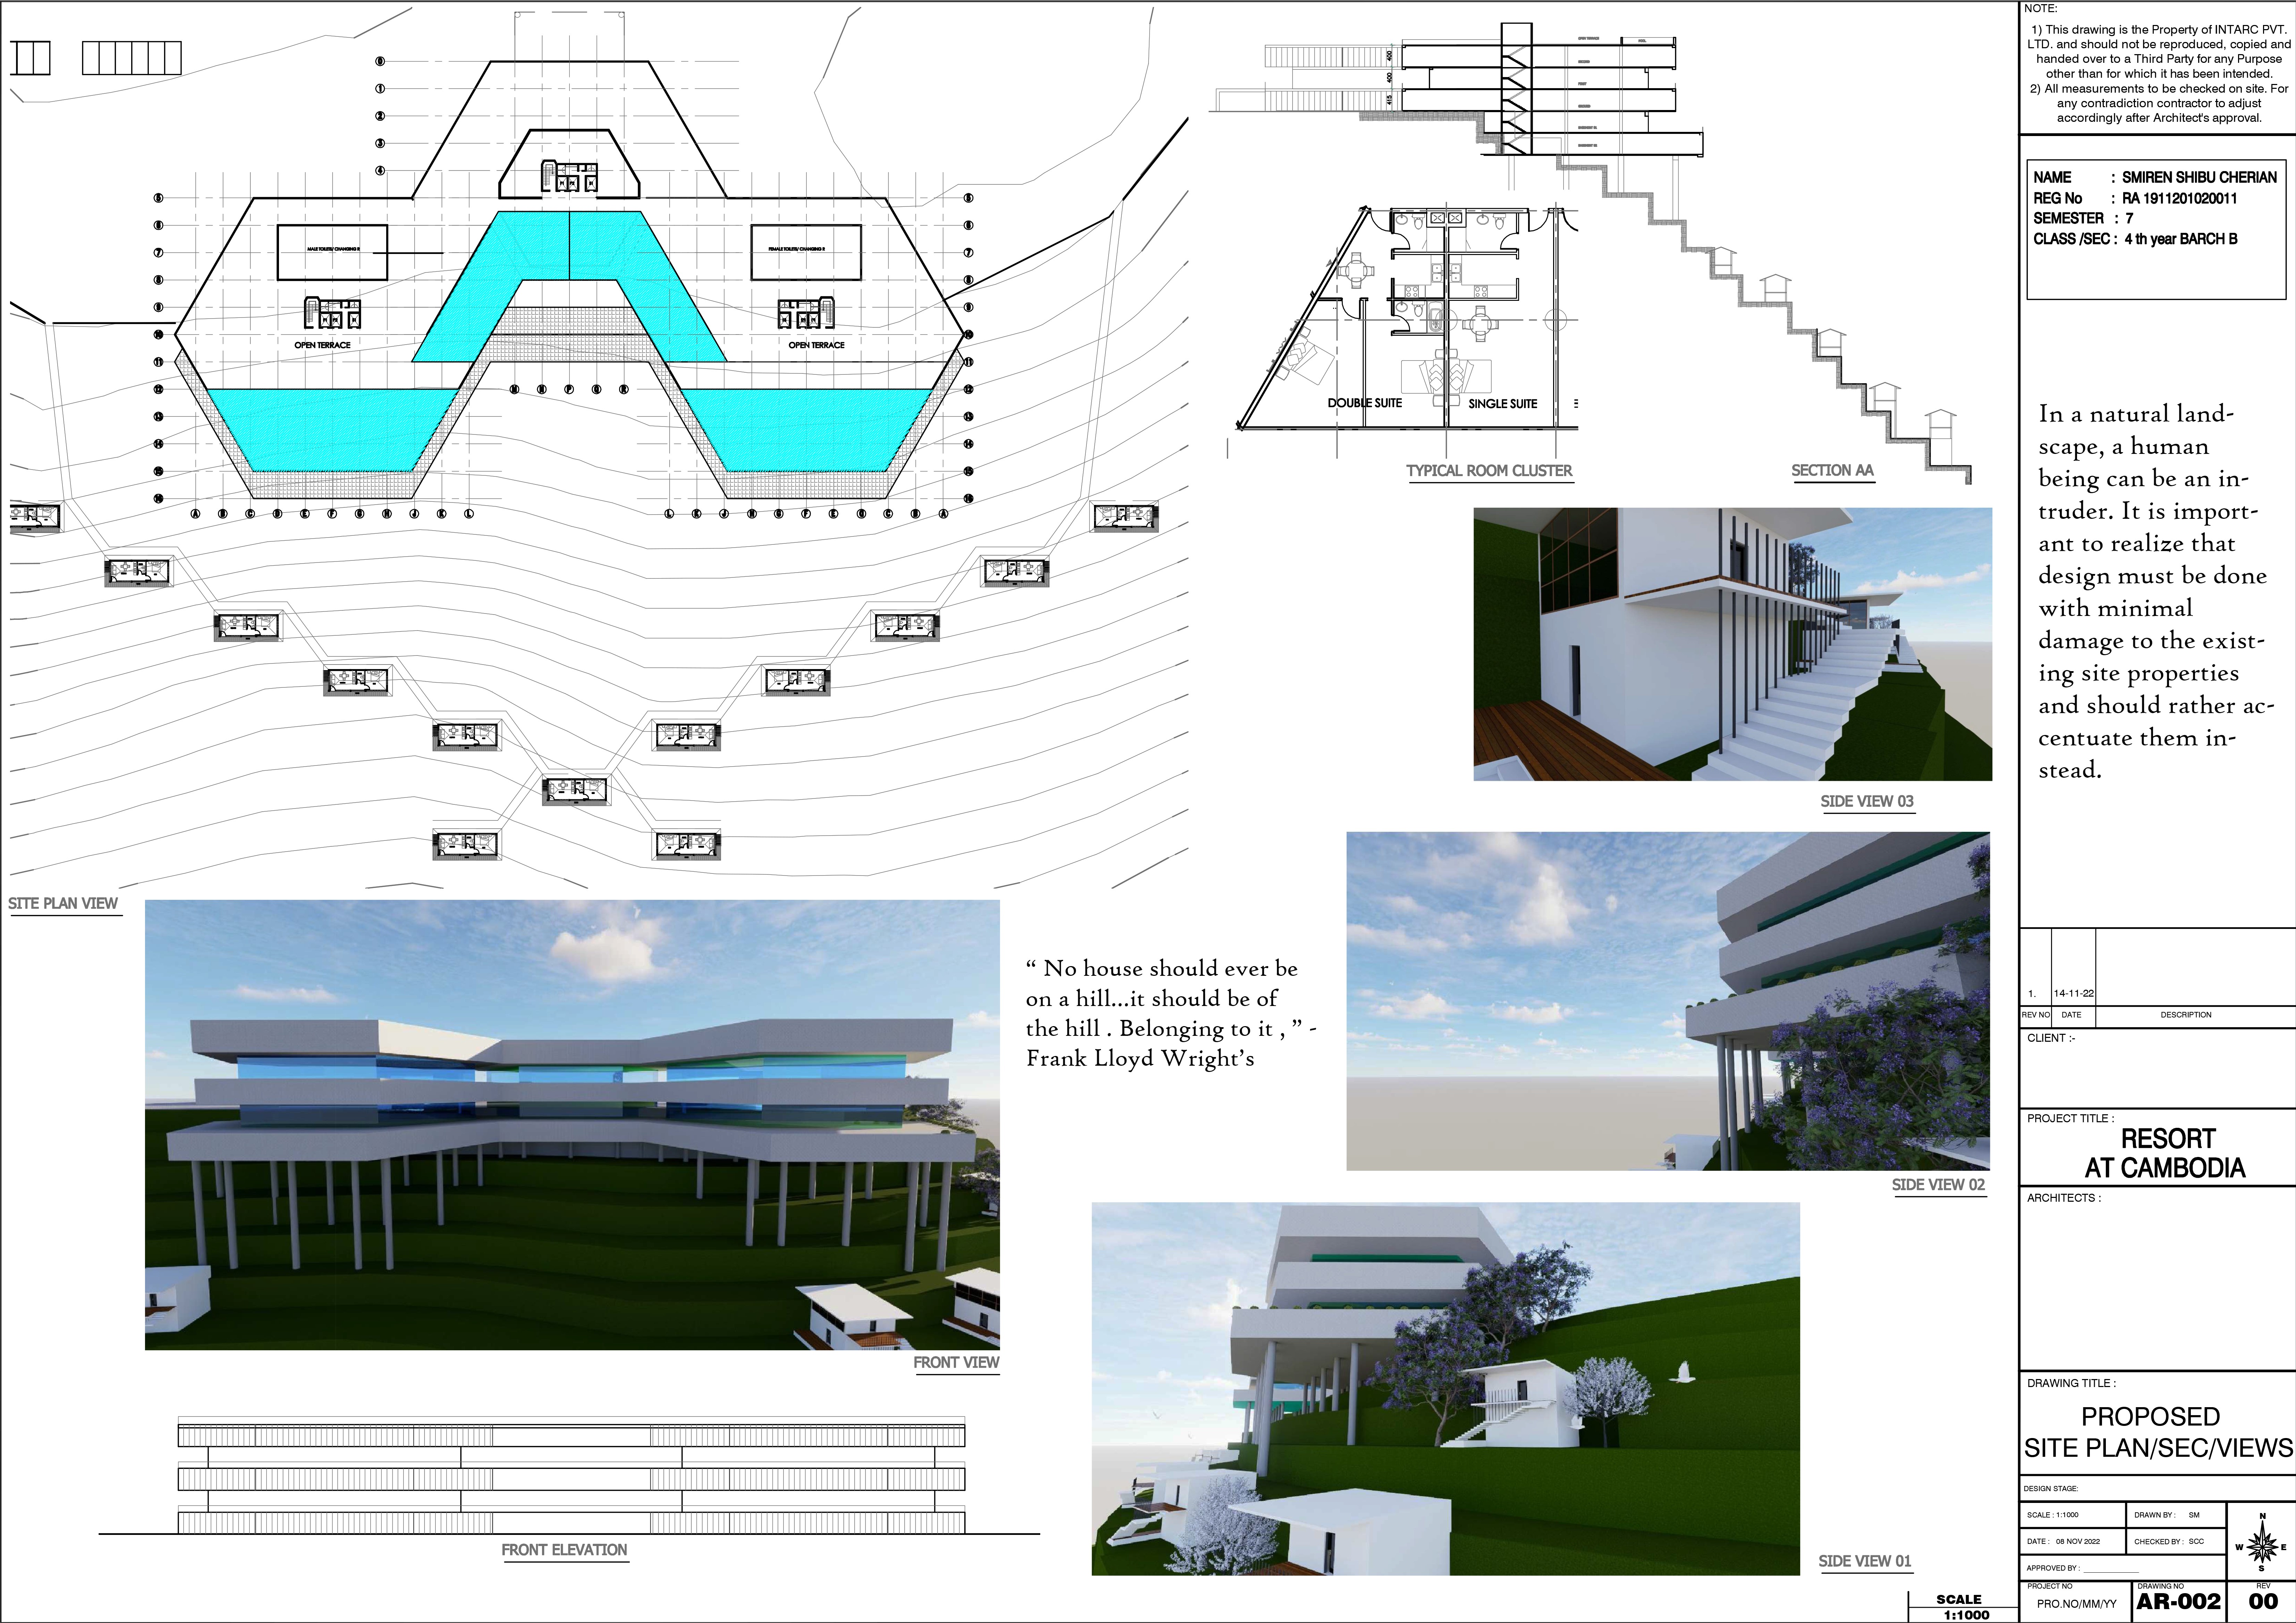 MALE TOILETS/ CHANGING R
FEMALE TOILETS/ CHANGING R
OPEN TERRACE
OPEN TERRACE
M N P Q R
SITE PLAN VIEW
400
400
415
DOUBLE SUITE
SINGLE SUITE
TYPICAL ROOM CLUSTER
SECTION AA
SIDE VIEW 03
SIDE VIEW 02
“ No house should ever be
on a hill...it should be of
the hill . Belonging to it , ” -
Frank Lloyd Wright’s
FRONT VIEW
FRONT ELEVATION
SIDE VIEW 01
SCALE
1:1000
NOTE:
1) This drawing is the Property of INTARC PVT.
LTD. and should not be reproduced, copied and
handed over to a Third Party for any Purpose
other than for which it has been intended.
2) All measurements to be checked on site. For
any contradiction contractor to adjust
accordingly after Architect's approval.
NAME : SMIREN SHIBU CHERIAN
REG No : RA 1911201020011
SEMESTER : 7
CLASS /SEC : 4 th year BARCH B
In a natural land-
scape, a human
being can be an in-
truder. It is import-
ant to realize that
design must be done
with minimal
damage to the exist-
ing site properties
and should rather ac-
centuate them in-
stead.
1. 14-11-22
REV NO DATE DESCRIPTION
CLIENT :-
PROJECT TITLE :
RESORT
AT CAMBODIA
ARCHITECTS :
DRAWING TITLE :
PROPOSED
SITE PLAN/SEC/VIEWS
DESIGN STAGE:
SCALE : 1:1000 DRAWN BY : SM
DATE : 08 NOV 2022 CHECKED BY : SCC
APPROVED BY :
N
W E
S
PROJECT NO DRAWING NO REV
PRO.NO/MM/YY AR-002 00